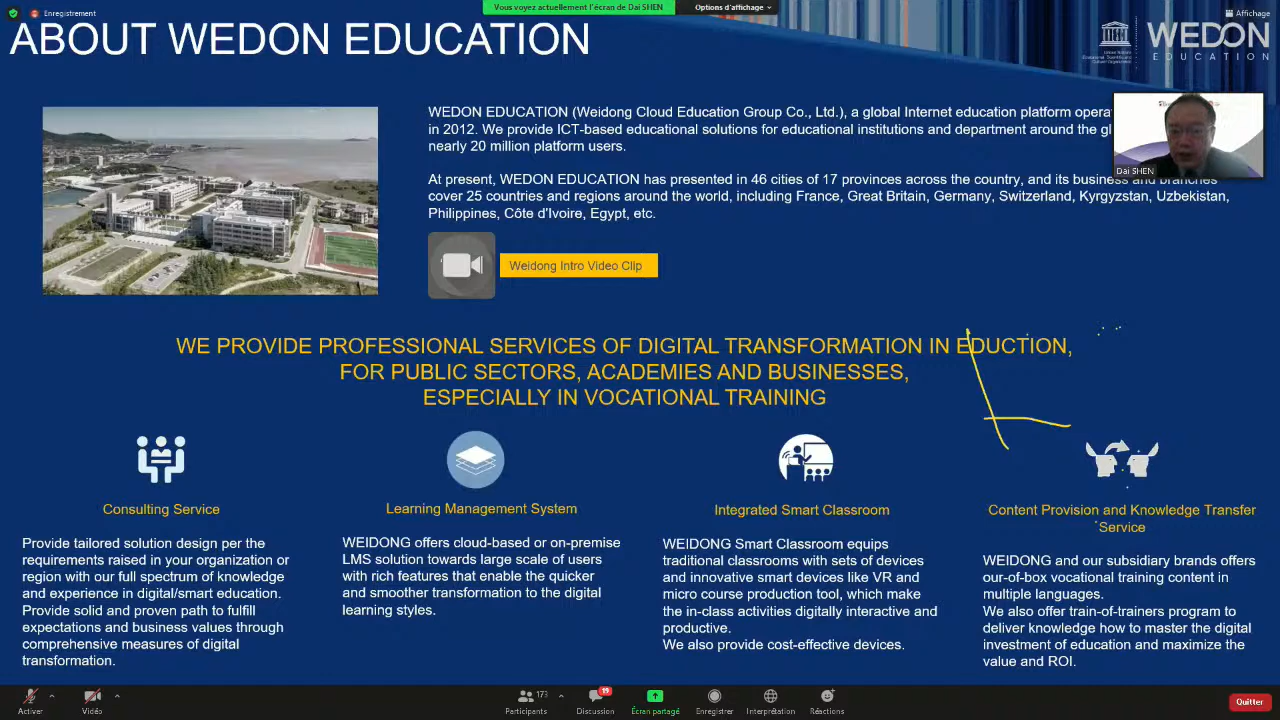 Enregistrement
Vous voyez actuellement l'écran de Dai SHEN
Options d'affichage
Affichage
ABOUT WEDON EDUCATION
WEDON
EDUCATION
WEDON EDUCATION (Weidong Cloud Education Group Co., Ltd.), a global Internet education platform opera
in 2012. We provide ICT-based educational solutions for educational institutions and department around the gl
nearly 20 million platform users.
At present, WEDON EDUCATION has presented in 46 cities of 17 provinces across the country, and its business and branches
cover 25 countries and regions around the world, including France, Great Britain, Germany, Switzerland, Kyrgyzstan, Uzbekistan,
Philippines, Côte d'Ivoire, Egypt, etc.
Dai SHEN
Weidong Intro Video Clip
WE PROVIDE PROFESSIONAL SERVICES OF DIGITAL TRANSFORMATION IN EDUCTION,
FOR PUBLIC SECTORS, ACADEMIES AND BUSINESSES,
ESPECIALLY IN VOCATIONAL TRAINING
Consulting Service
Provide tailored solution design per the
requirements raised in your organization or
region with our full spectrum of knowledge
and experience in digital/smart education.
Provide solid and proven path to fulfill
expectations and business values through
comprehensive measures of digital
transformation.
Learning Management System
WEIDONG offers cloud-based or on-premise
LMS solution towards large scale of users
with rich features that enable the quicker
and smoother transformation to the digital
learning styles.
Integrated Smart Classroom
WEIDONG Smart Classroom equips
traditional classrooms with sets of devices
and innovative smart devices like VR and
micro course production tool, which make
the in-class activities digitally interactive and
productive.
We also provide cost-effective devices.
Content Provision and Knowledge Transfer
Service
WEIDONG and our subsidiary brands offers
our-of-box vocational training content in
multiple languages.
We also offer train-of-trainers program to
deliver knowledge how to master the digital
investment of education and maximize the
value and ROI.
Activer
Vidéo
173
Participants
19
Discussion
Écran partagé
Enregistrer
Interprétation
Réactions
Quitter